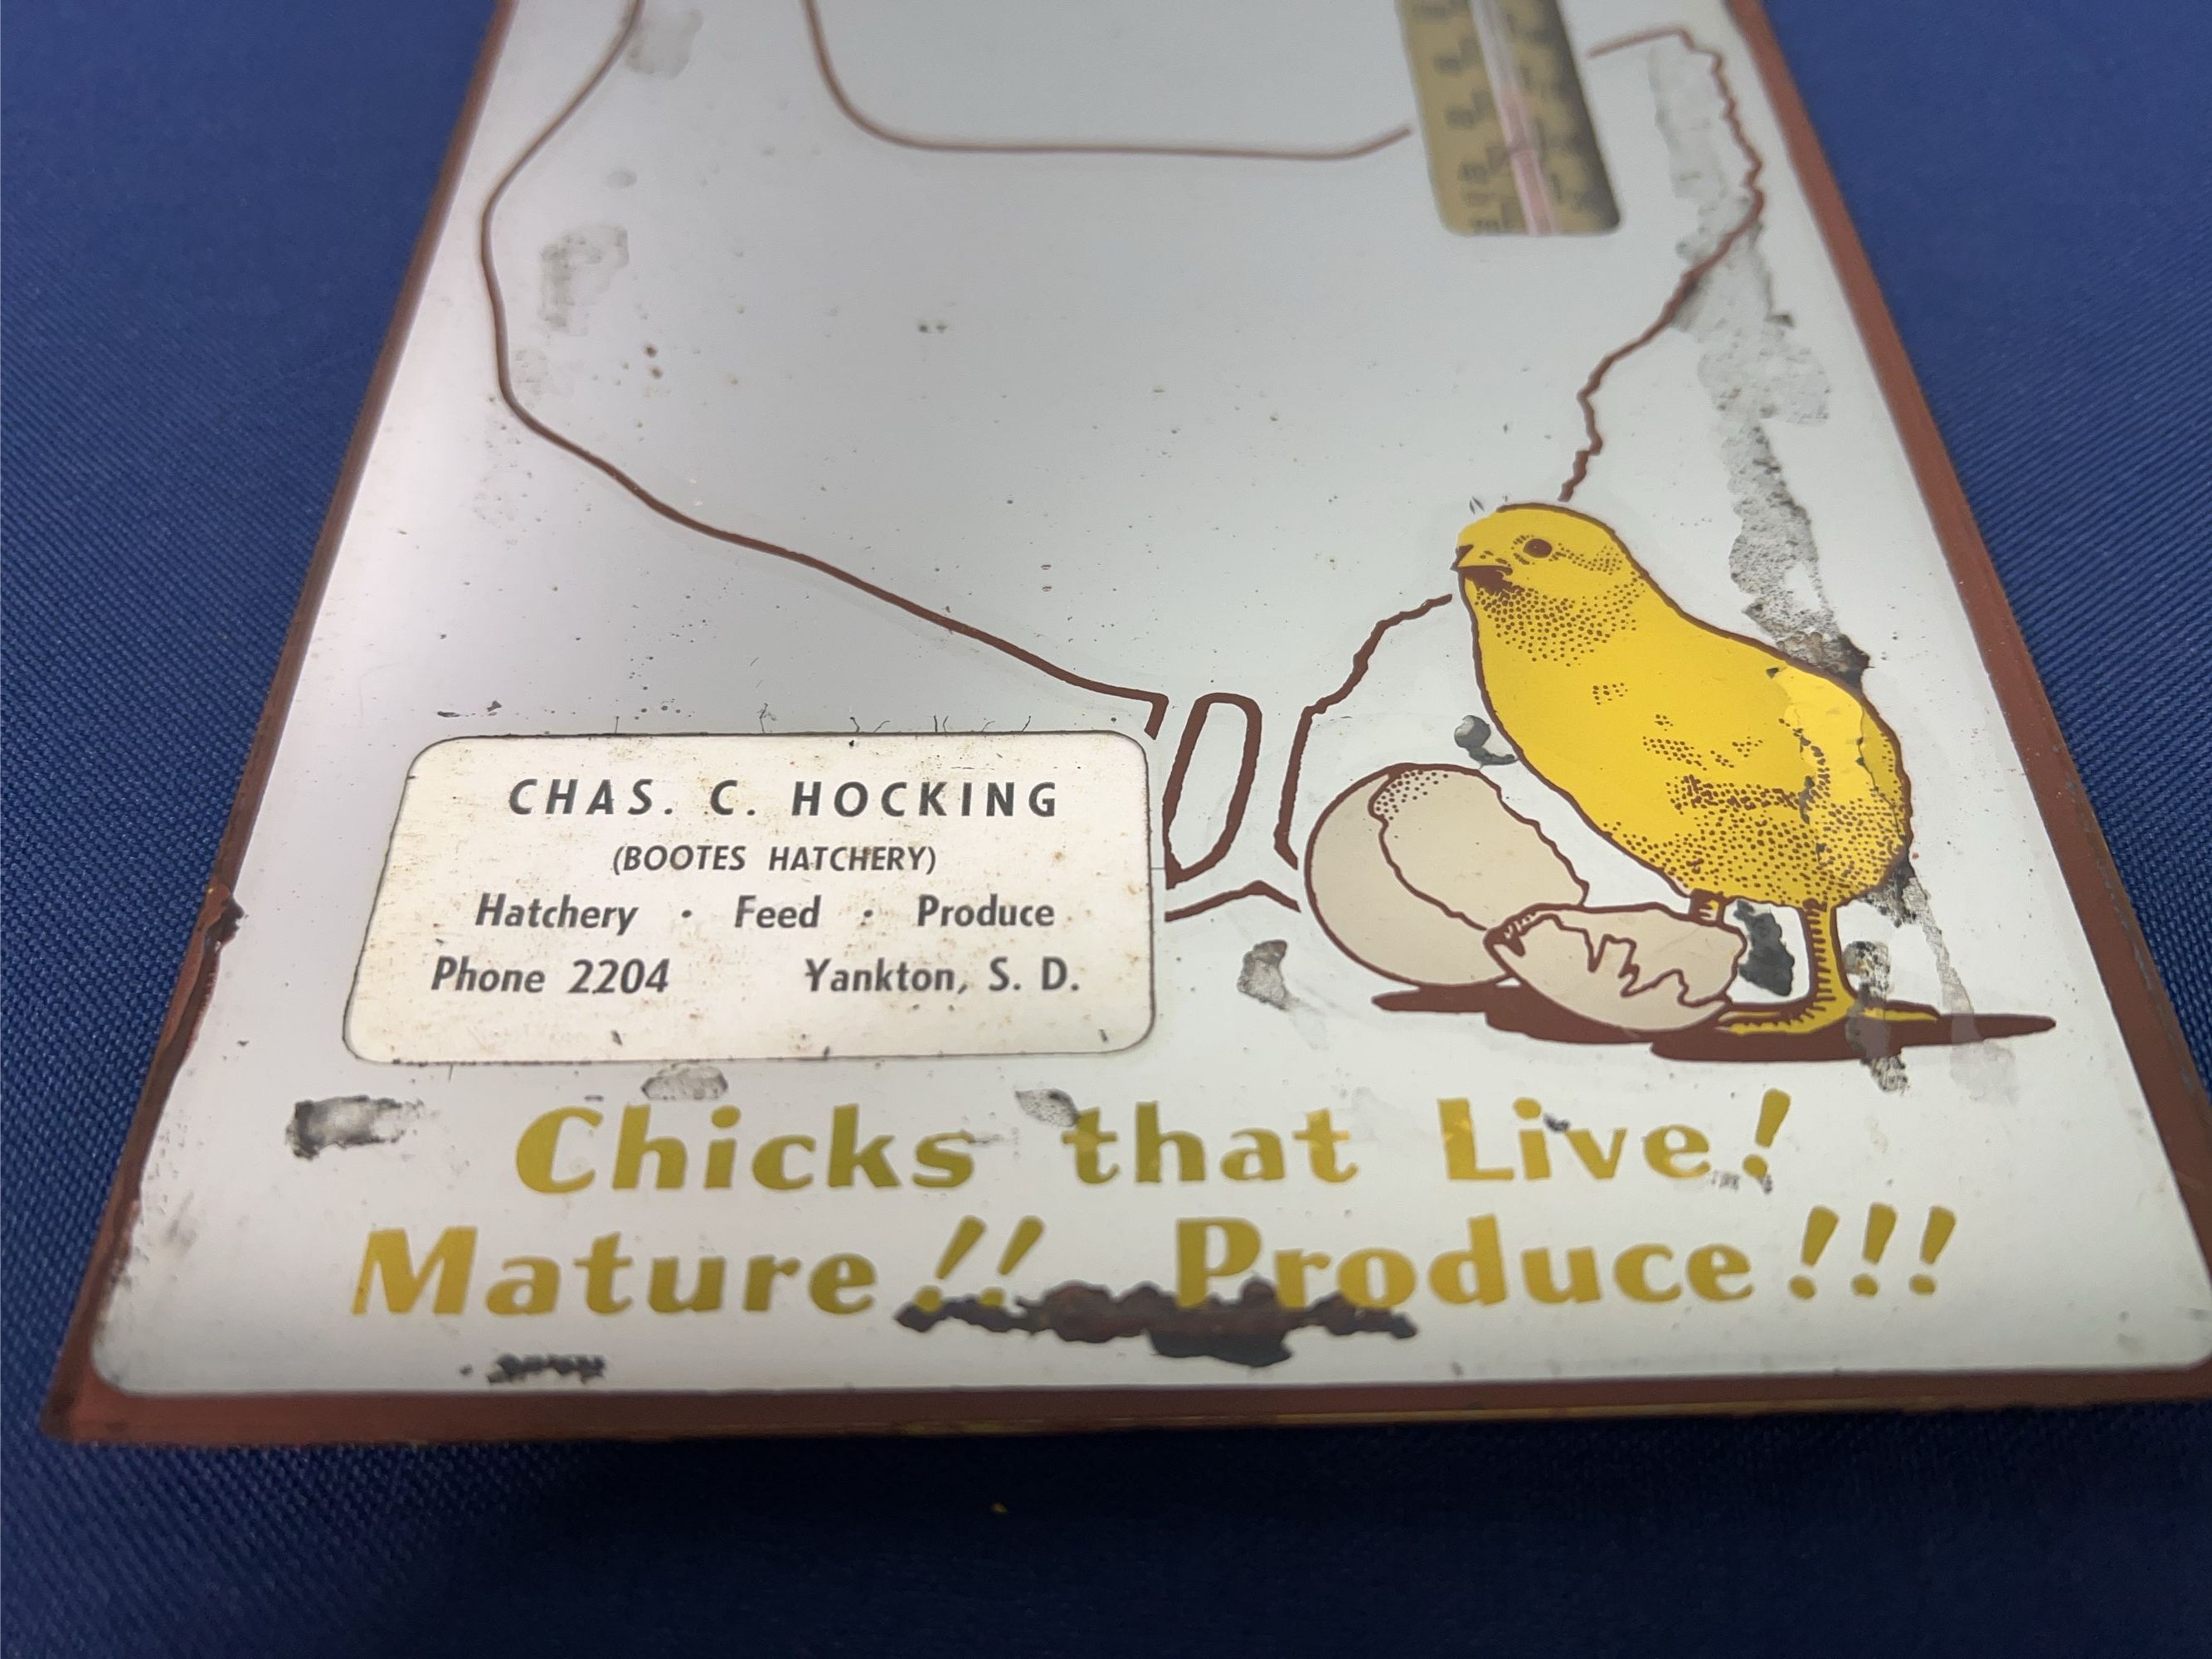 CHAS. C. HOCKING
(BOOTES HATCHERY)
Hatchery · Feed · Produce
Phone 2204 Yankton, S. D.
Chicks that Live!
Mature!! Produce!!!